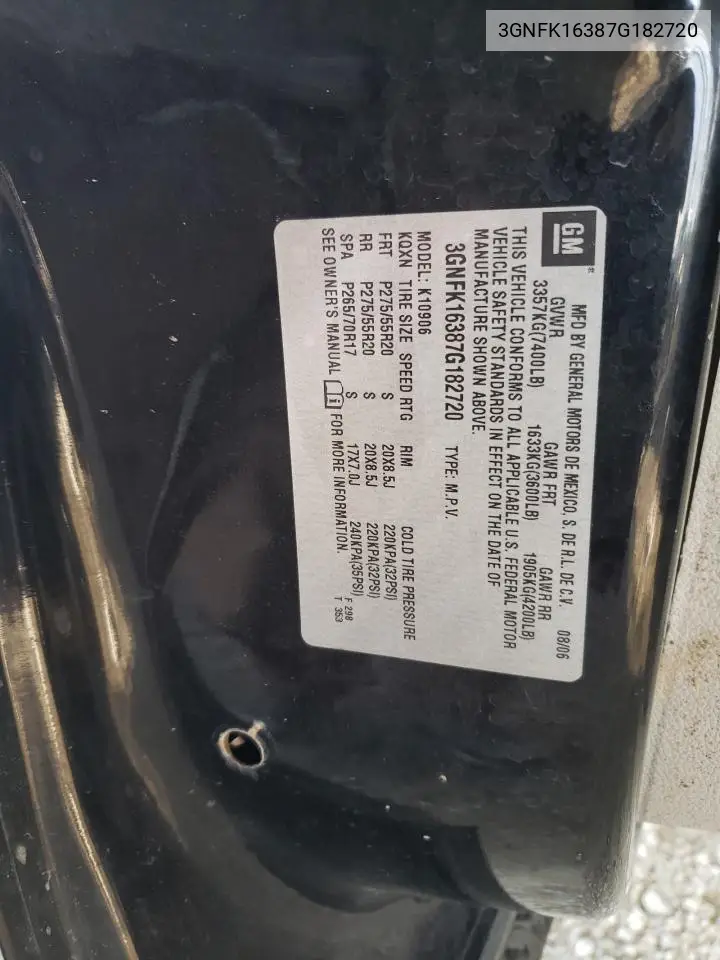 3GNFK16387G182720
GM
MFD BY GENERAL MOTORS DE MEXICO, S. DE R.L. DE C.V. 08/06
GVWR GAWR FRT GAWR RR
3357KG(7400LB) 1633KG(3600LB) 1905KG(4200LB)
THIS VEHICLE CONFORMS TO ALL APPLICABLE U.S. FEDERAL MOTOR
VEHICLE SAFETY STANDARDS IN EFFECT ON THE DATE OF
MANUFACTURE SHOWN ABOVE.
3GNFK16387G182720 TYPE: M.P.V.
MODEL: K10906
KQXN TIRE SIZE SPEED RTG RIM COLD TIRE PRESSURE
FRT P275/55R20 S 20X8.5J 220KPA(32PSI)
RR P275/55R20 S 20X8.5J 220KPA(32PSI)
SPA P265/70R17 S 17X7.0J 240KPA(35PSI)
SEE OWNER'S MANUAL i FOR MORE INFORMATION.
F 298
T 353